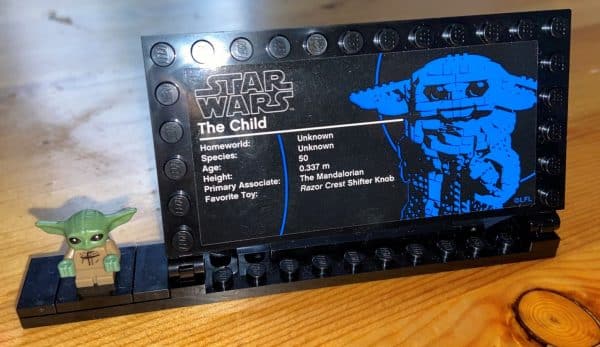 STAR
WARS
The Child
Homeworld: Unknown
Species: Unknown
Age: 50
Height: 0.337 m
Primary Associate: The Mandalorian
Favorite Toy: Razor Crest Shifter Knob
©LFL